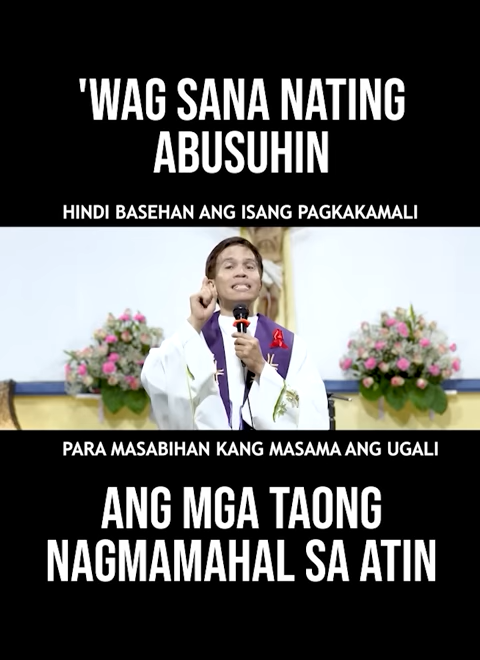 'WAG SANA NATING
ABUSUHIN
HINDI BASEHAN ANG ISANG PAGKAKAMALI
PARA MASABIHAN KANG MASAMA ANG UGALI
ANG MGA TAONG
NAGMAMAHAL SA ATIN